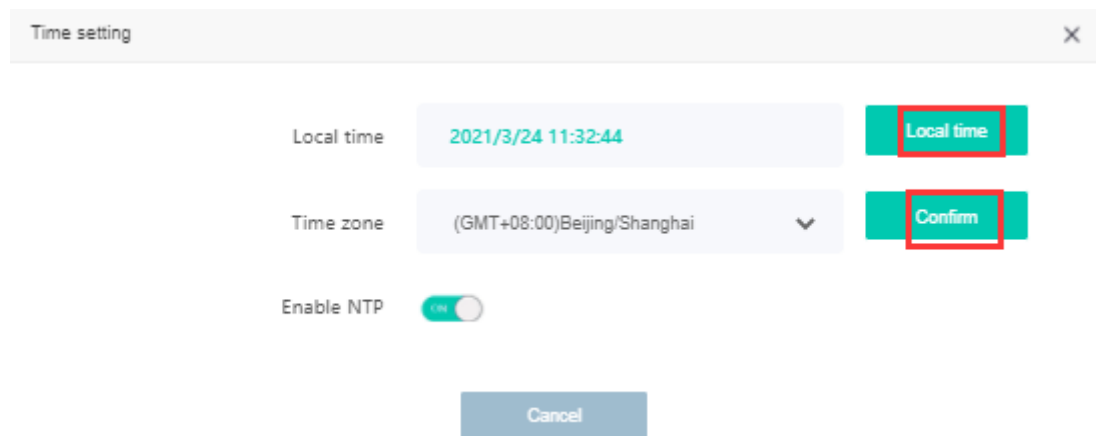 Time setting
Local time 2021/3/24 11:32:44 Local time
Time zone (GMT+08:00)Beijing/Shanghai Confirm
Enable NTP ON
Cancel